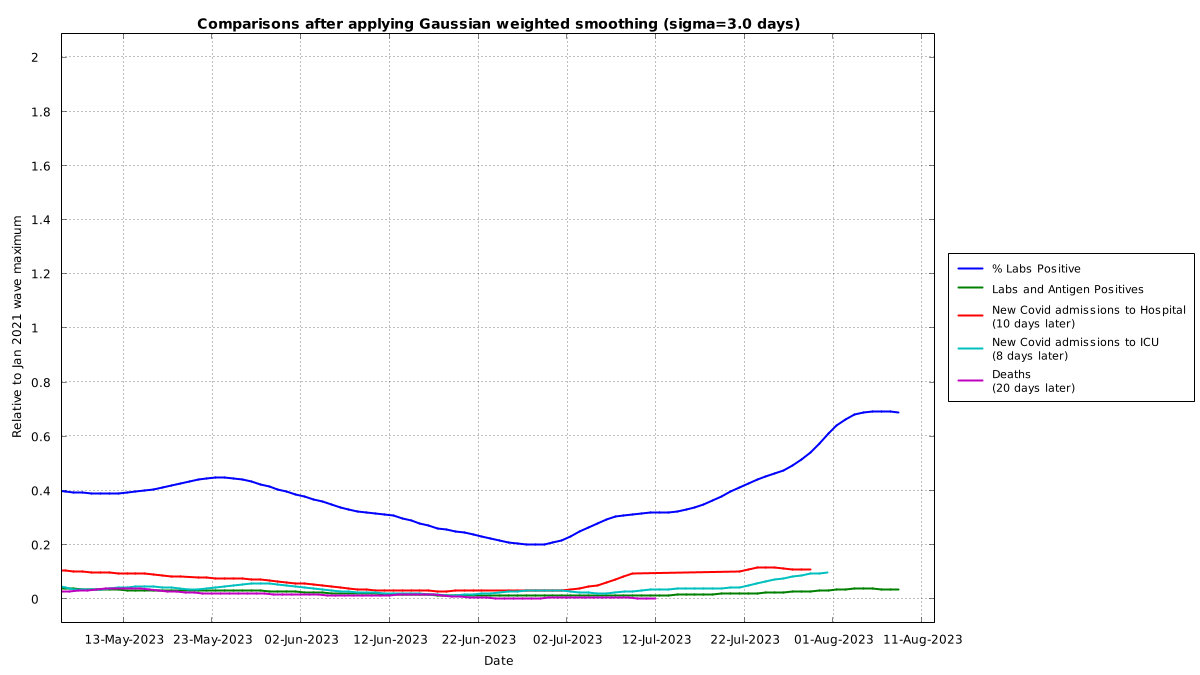 Comparisons after applying Gaussian weighted smoothing (sigma=3.0 days)
Relative to Jan 2021 wave maximum
2
1.8
1.6
1.4
1.2
1
0.8
0.6
0.4
0.2
0
13-May-2023 23-May-2023 02-Jun-2023 12-Jun-2023 22-Jun-2023 02-Jul-2023 12-Jul-2023 22-Jul-2023 01-Aug-2023 11-Aug-2023
Date
% Labs Positive
Labs and Antigen Positives
New Covid admissions to Hospital
(10 days later)
New Covid admissions to ICU
(8 days later)
Deaths
(20 days later)